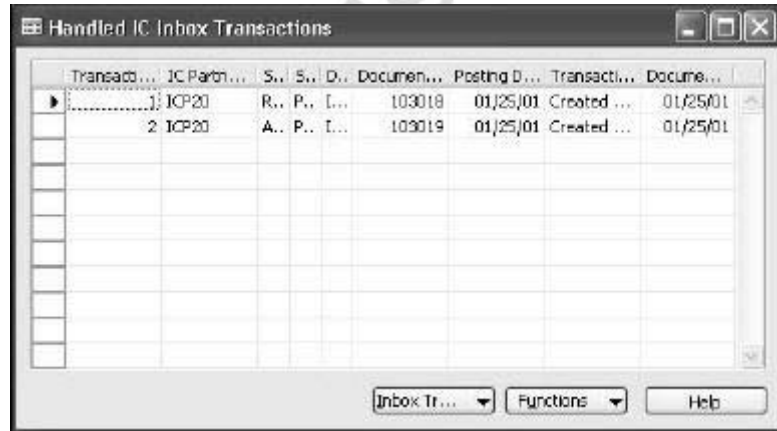 Handled IC Inbox Transactions
Transacti... IC Partn... S.. S.. D.. Documen... Posting D... Transacti... Docume...
1 ICP20 R.. P.. I... 103018 01/25/01 Created ... 01/25/01
2 ICP20 A.. P.. I... 103019 01/25/01 Created ... 01/25/01
Inbox Tr... Functions Help